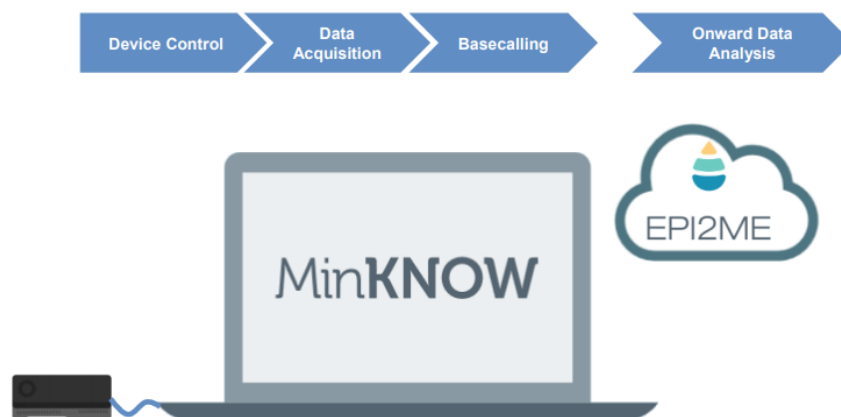 Device Control
Data
Acquisition
Basecalling
Onward Data
Analysis
EPI2ME
MinKNOW